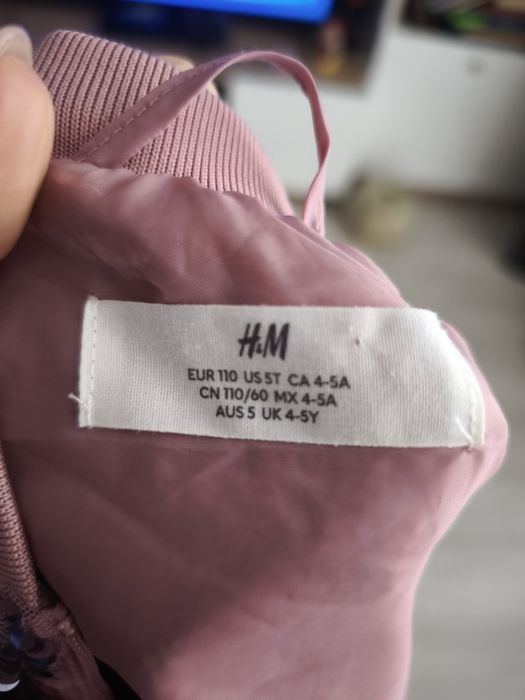 H&M
EUR 110 US 5T CA 4-5A
CN 110/60 MX 4-5A
AUS 5 UK 4-5Y